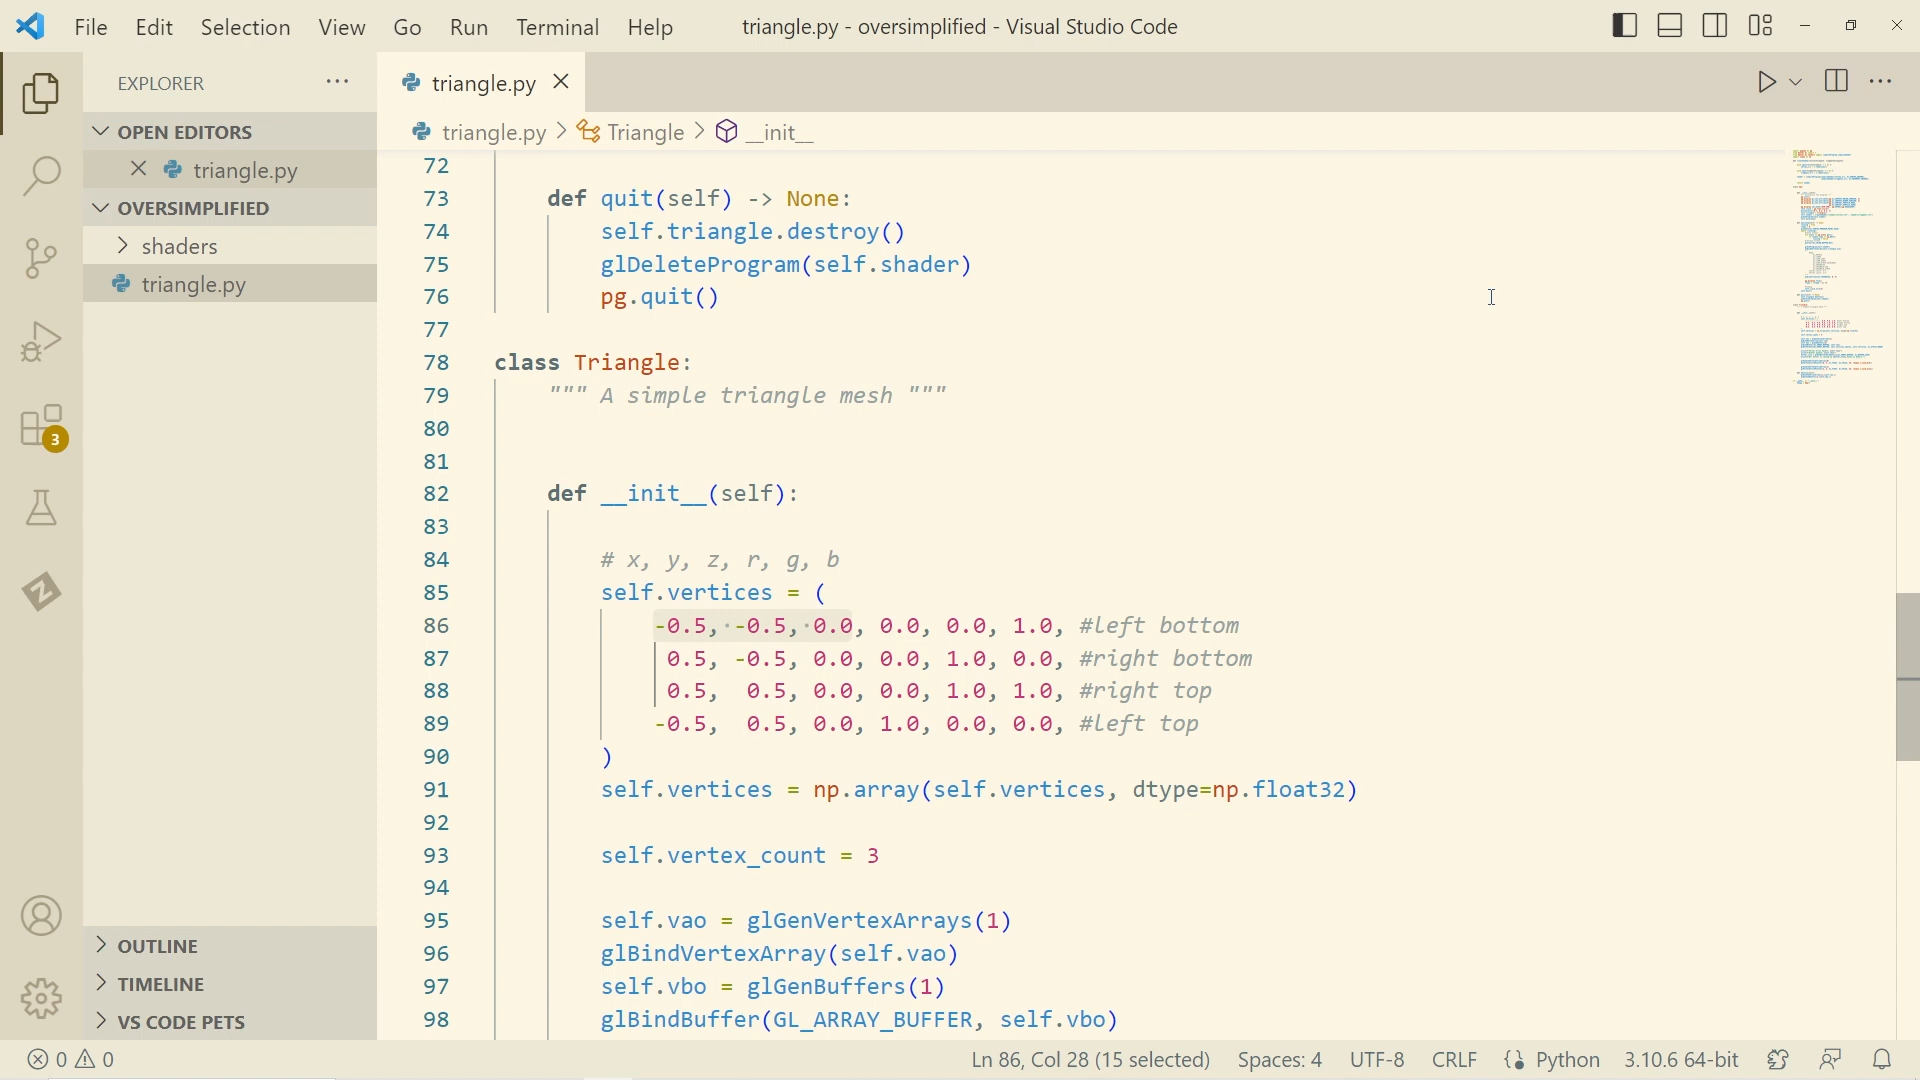 File Edit Selection View Go Run Terminal Help triangle.py - oversimplified - Visual Studio Code
EXPLORER
OPEN EDITORS
triangle.py
OVERSIMPLIFIED
shaders
triangle.py
3
OUTLINE
TIMELINE
VS CODE PETS
triangle.py
triangle.py > Triangle > __init__
72
73 def quit(self) -> None:
74 self.triangle.destroy()
75 glDeleteProgram(self.shader)
76 pg.quit()
77
78 class Triangle:
79 """ A simple triangle mesh """
80
81
82 def __init__(self):
83
84 # x, y, z, r, g, b
85 self.vertices = (
86 -0.5, -0.5, 0.0, 0.0, 0.0, 1.0, #left bottom
87 0.5, -0.5, 0.0, 0.0, 1.0, 0.0, #right bottom
88 0.5, 0.5, 0.0, 0.0, 1.0, 1.0, #right top
89 -0.5, 0.5, 0.0, 1.0, 0.0, 0.0, #left top
90 )
91 self.vertices = np.array(self.vertices, dtype=np.float32)
92
93 self.vertex_count = 3
94
95 self.vao = glGenVertexArrays(1)
96 glBindVertexArray(self.vao)
97 self.vbo = glGenBuffers(1)
98 glBindBuffer(GL_ARRAY_BUFFER, self.vbo)
0 0 Ln 86, Col 28 (15 selected) Spaces: 4 UTF-8 CRLF Python 3.10.6 64-bit